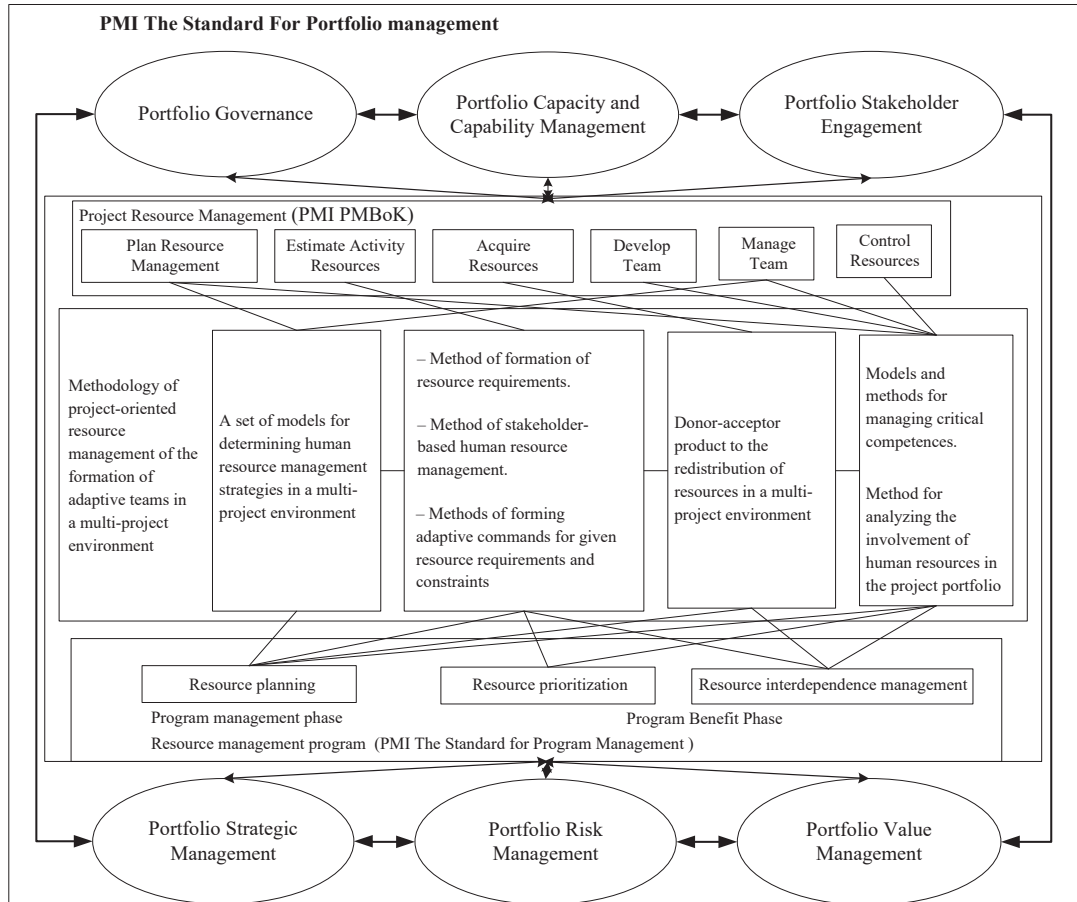 PMI The Standard For Portfolio management
Portfolio Governance
Portfolio Capacity and
Capability Management
Portfolio Stakeholder
Engagement
Project Resource Management (PMI PMBoK)
Plan Resource
Management
Estimate Activity
Resources
Acquire
Resources
Develop
Team
Manage
Team
Control
Resources
Methodology of
project-oriented
resource
management of the
formation of
adaptive teams in
a multi-project
environment
A set of models for
determining human
resource management
strategies in a multi-
project environment
– Method of formation of
resource requirements.
– Method of stakeholder-
based human resource
management.
– Methods of forming
adaptive commands for given
resource requirements and
constraints
Donor-acceptor
product to the
redistribution of
resources in a multi-
project environment
Models and
methods for
managing critical
competences.
Method for
analyzing the
involvement of
human resources in
the project portfolio
Resource planning
Resource prioritization
Resource interdependence management
Program management phase
Program Benefit Phase
Resource management program (PMI The Standard for Program Management )
Portfolio Strategic
Management
Portfolio Risk
Management
Portfolio Value
Management